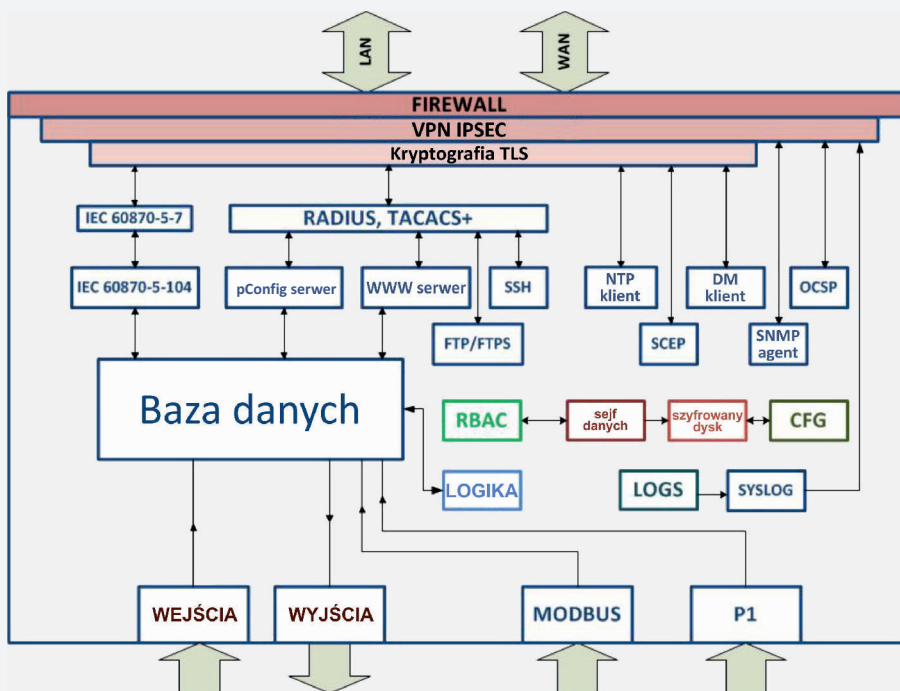 LAN
WAN
FIREWALL
VPN IPSEC
Kryptografia TLS
IEC 60870-5-7
RADIUS, TACACS+
IEC 60870-5-104
pConfig serwer
WWW serwer
SSH
NTP
klient
DM
klient
OCSP
FTP/FTPS
SCEP
SNMP
agent
Baza danych
RBAC
sejf
danych
szyfrowany
dysk
CFG
LOGIKA
LOGS
SYSLOG
WEJŚCIA
WYJŚCIA
MODBUS
P1